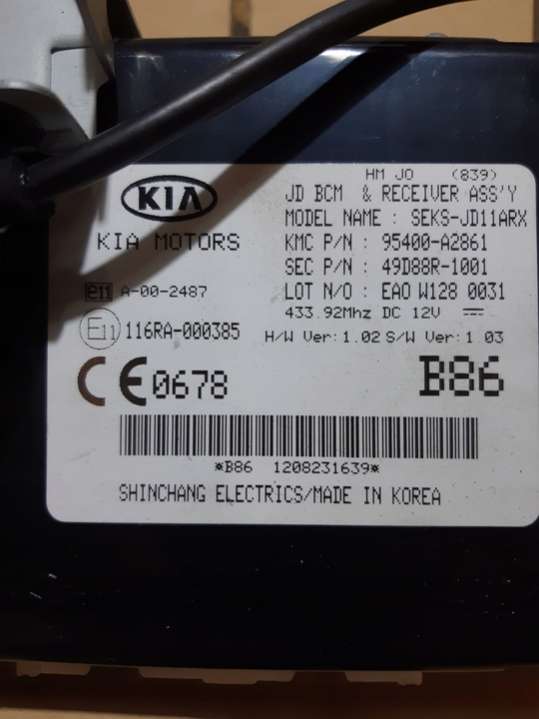 HM JO (839)
JD BCM & RECEIVER ASS'Y
MODEL NAME : SEKS-JD11ARX
KIA
KIA MOTORS
KMC P/N : 95400-A2861
SEC P/N : 49D88R-1001
e11 A-00-2487
LOT N/O : EAO W128 0031
433.92Mhz DC 12V
E11 116RA-000385
H/W Ver:1.02 S/W Ver:1 03
CE 0678
B86
*B86 1208231639*
SHINCHANG ELECTRICS/MADE IN KOREA